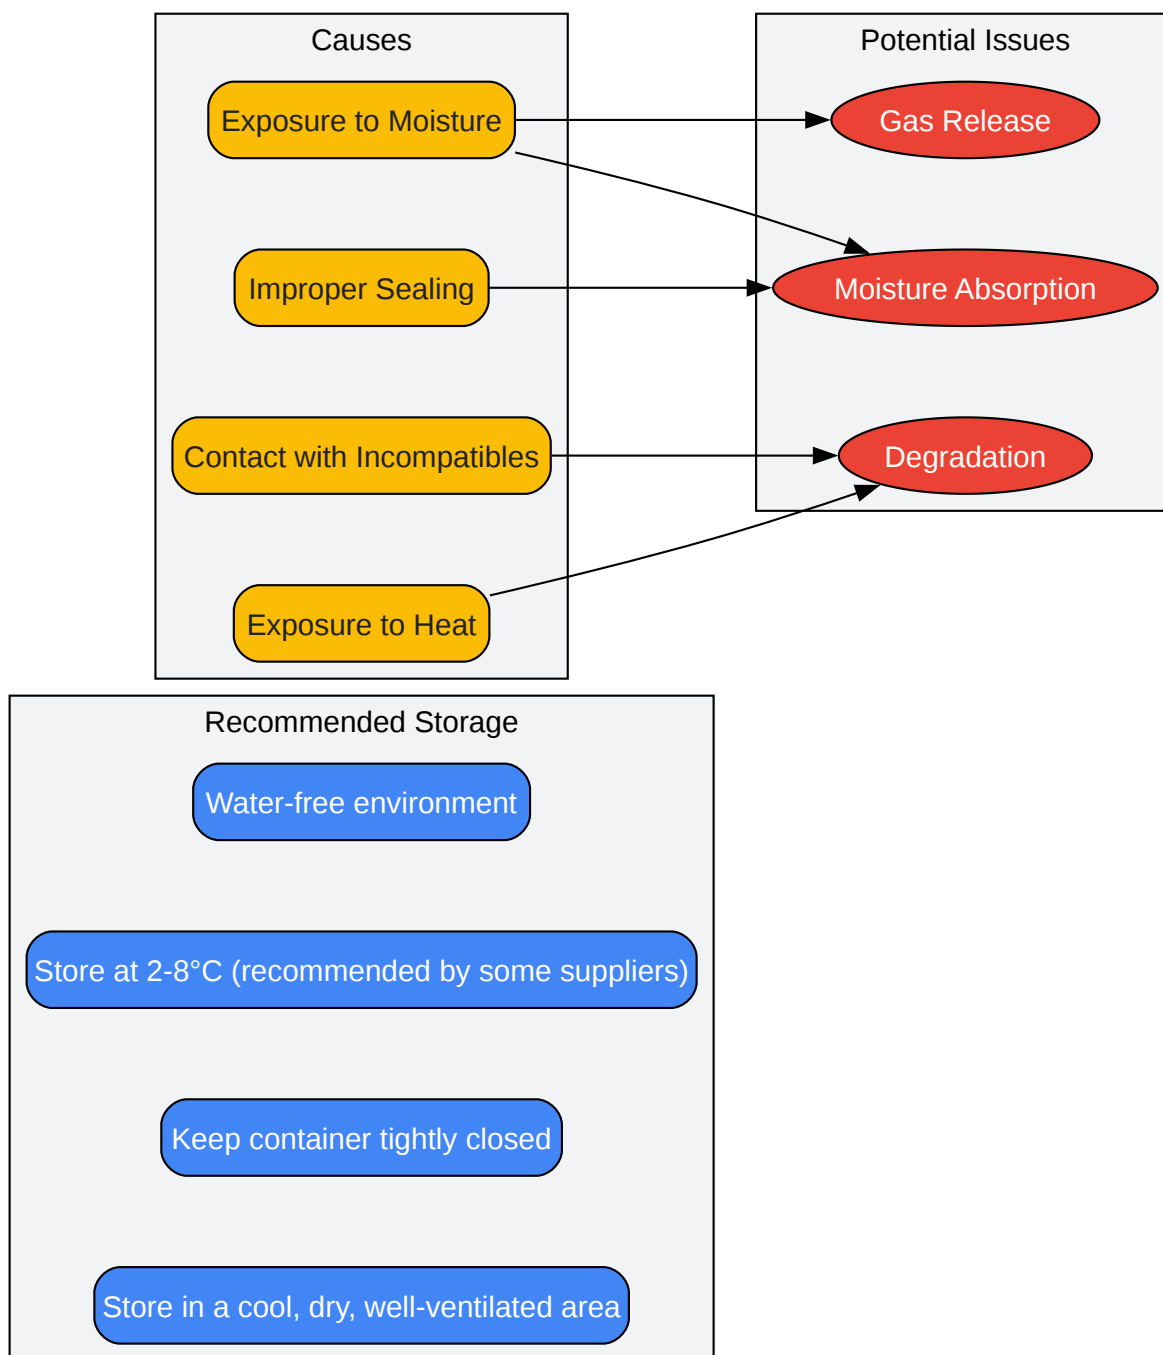 Causes
Exposure to Moisture
Improper Sealing
Contact with Incompatibles
Exposure to Heat
Potential Issues
Gas Release
Moisture Absorption
Degradation
Recommended Storage
Water-free environment
Store at 2-8°C (recommended by some suppliers)
Keep container tightly closed
Store in a cool, dry, well-ventilated area